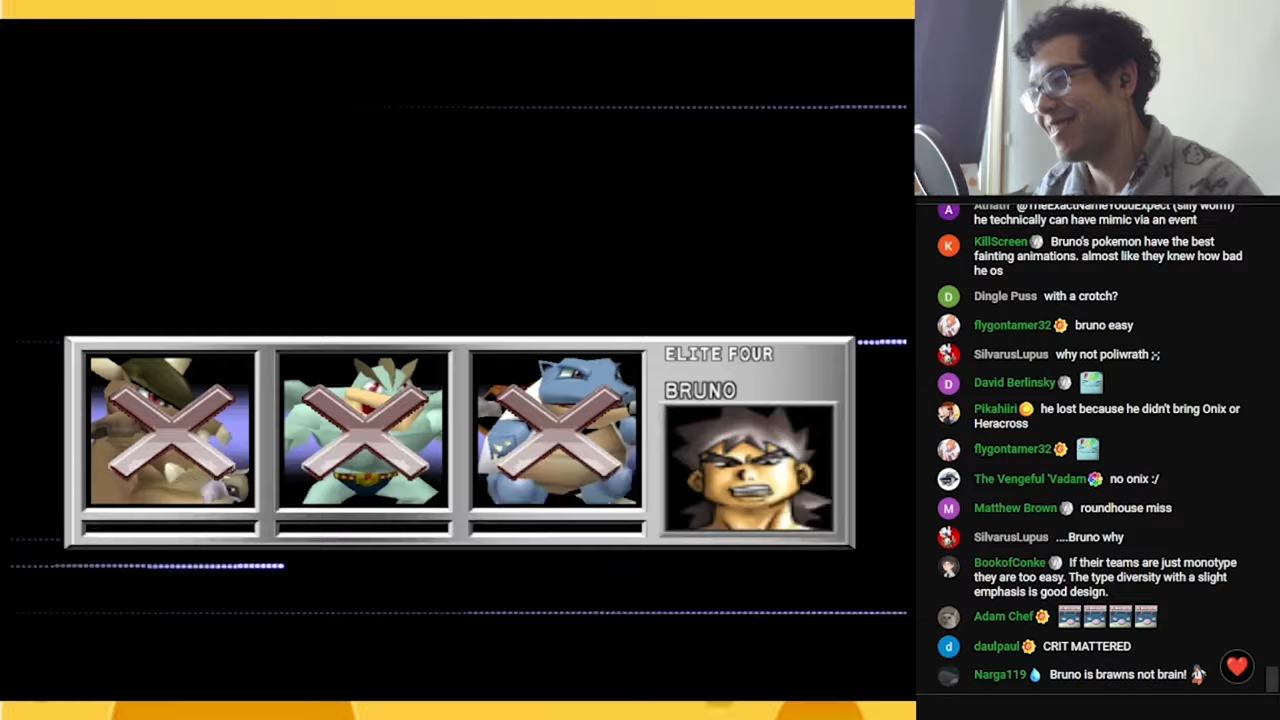 ELITE FOUR
BRUNO
A
he technically can have mimic via an event
K
KillScreen Bruno's pokemon have the best
fainting animations. almost like they knew how bad
he os
D
Dingle Puss with a crotch?
flygontamer32 bruno easy
SilvarusLupus why not poliwrath ;;
D
David Berlinsky
Pikahiiri he lost because he didn't bring Onix or
Heracross
flygontamer32
The Vengeful 'Vadam no onix :/
M
Matthew Brown roundhouse miss
SilvarusLupus ....Bruno why
BookofConke If their teams are just monotype
they are too easy. The type diversity with a slight
emphasis is good design.
Adam Chef
d
daulpaul CRIT MATTERED
Narga119 Bruno is brawns not brain!